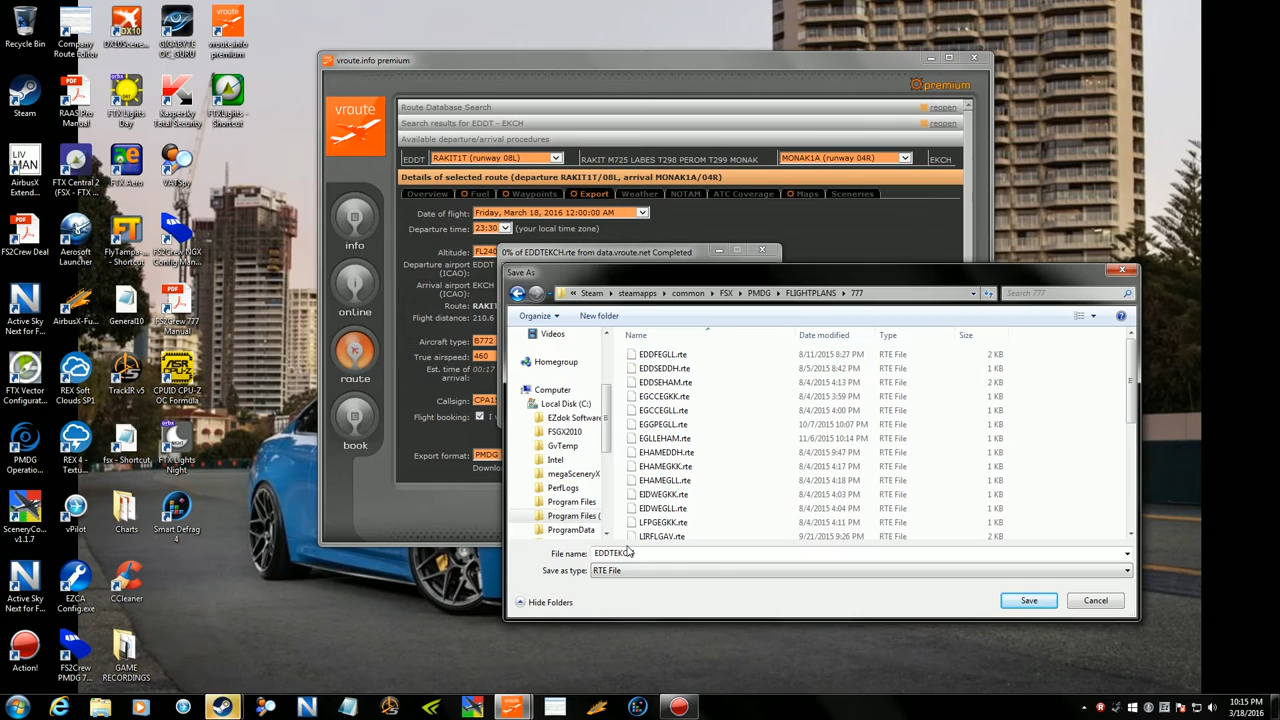 Recycle Bin
Company
Route Editor
DX10Scene...
GIGABYTE
OC_GURU
vroute.info
premium
Steam
RAAS Pro
Manual
FTX Lights
Day
Kaspersky
Total Security
FTXLights -
Shortcut
LIV
MAN
AirbusX
Extend...
FTX Central 2
(FSX - FTX...
FTX Aero
VATSpy
FS2Crew Deal
Aerosoft
Launcher
FlyTampa-...
- Shortcut
FS2Crew NGX
Config Man...
Active Sky
Next for F...
AirbusX-Fu...
General10
FS2Crew 777
Manual
FTX Vector
Configurat...
REX Soft
Clouds SP1
TrackIR v5
CPUID CPU-Z
OC Formula
PMDG
Operatio...
REX 4 -
Textu...
fsx - Shortcut
FTX Lights
Night
SceneryCo...
v1.1.7
vPilot
Charts
Smart Defrag
4
Active Sky
Next for F...
EZCA
Config.exe
CCleaner
Action!
FS2Crew
PMDG 7...
GAME
RECORDINGS
vroute.info premium
premium
vroute
Route Database Search
reopen
Search results for EDDT - EKCH
reopen
Available departure/arrival procedures
EDDT
RAKIT1T (runway 08L)
RAKIT M725 LABES T298 PEROM T299 MONAK
MONAK1A (runway 04R)
EKCH
Details of selected route (departure RAKIT1T/08L, arrival MONAK1A/04R)
Overview
Fuel
Waypoints
Export
Weather
NOTAM
ATC Coverage
Maps
Sceneries
Date of flight:
Friday, March 18, 2016 12:00:00 AM
Departure time:
23:30
(your local time zone)
Altitude:
FL240
Departure airport
(ICAO)
EDDT
Arrival airport
(ICAO)
EKCH
Route:
RAKIT
Flight distance:
210.6
Aircraft type:
B772
True airspeed:
460
Est. time of
arrival:
00:17
Callsign:
CPA15
Flight booking:
Export format:
PMDG
Downlo
info
online
route
book
0% of EDDTEKCH.rte from data.vroute.net Completed
Save As
Steam
steamapps
common
FSX
PMDG
FLIGHTPLANS
777
Search 777
Organize
New folder
Videos
Homegroup
Computer
Local Disk (C:)
EZdok Software
FSGX2010
GvTemp
Intel
megaSceneryX
PerfLogs
Program Files
Program Files (
ProgramData
Name
Date modified
Type
Size
EDDFEGLL.rte 8/11/2015 8:27 PM RTE File 2 KB
EDDSEDDH.rte 8/5/2015 8:42 PM RTE File 1 KB
EDDSEHAM.rte 8/4/2015 4:13 PM RTE File 2 KB
EGCCEGKK.rte 8/4/2015 3:59 PM RTE File 1 KB
EGCCEGLL.rte 8/4/2015 4:00 PM RTE File 1 KB
EGGPEGLL.rte 10/7/2015 10:07 PM RTE File 1 KB
EGLLEHAM.rte 11/6/2015 10:14 PM RTE File 1 KB
EHAMEDDH.rte 8/4/2015 9:47 PM RTE File 1 KB
EHAMEGKK.rte 8/4/2015 4:17 PM RTE File 1 KB
EHAMEGLL.rte 8/4/2015 4:18 PM RTE File 1 KB
EIDWEGKK.rte 8/4/2015 4:03 PM RTE File 1 KB
EIDWEGLL.rte 8/4/2015 4:04 PM RTE File 1 KB
LFPGEGKK.rte 8/4/2015 4:11 PM RTE File 1 KB
LIRFLGAV.rte 9/21/2015 9:26 PM RTE File 1 KB
File name:
EDDTEKCH
Save as type:
RTE File
Hide Folders
Save
Cancel
10:15 PM
3/18/2016